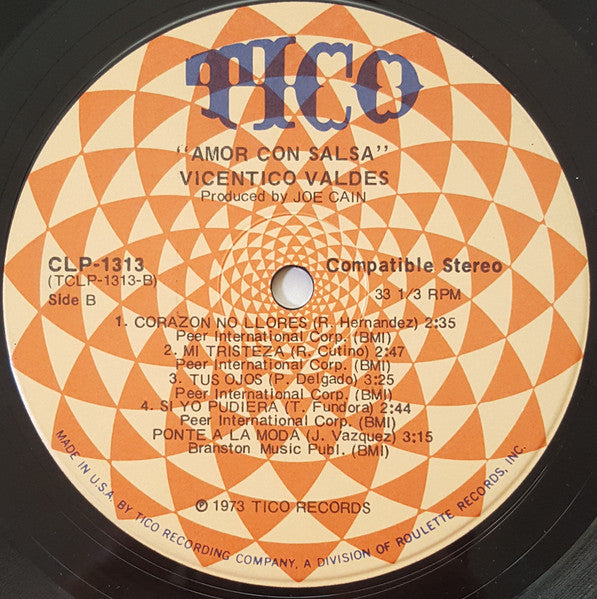 TICO
"AMOR CON SALSA"
VICENTICO VALDES
Produced by JOE CAIN
CLP-1313
(TCLP-1313-B)
Side B
Compatible Stereo
33 1/3 RPM
1. CORAZON NO LLORES (R. Hernandez) 2:35
Peer International Corp. (BMI)
2. MI TRISTEZA (R. Cutino) 2:47
Peer International Corp. (BMI)
3. TUS OJOS (P. Delgado) 3:25
Peer International Corp. (BMI)
4. SI YO PUDIERA (T. Fundora) 2:44
Peer International Corp. (BMI)
PONTE A LA MODA (J. Vazquez) 3:15
Branston Music Publ. (BMI)
℗ 1973 TICO RECORDS
MADE IN U.S.A. BY TICO RECORDING COMPANY, A DIVISION OF ROULETTE RECORDS, INC.